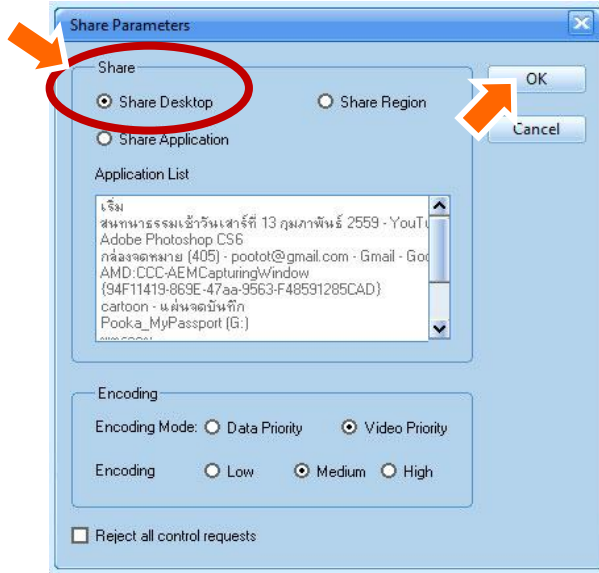 Share Parameters
Share
OK
Share Desktop
Share Region
Cancel
Share Application
Application List
เริ่ม
สนทนาธรรมเช้าวันเสาร์ที่ 13 กุมภาพันธ์ 2559 - YouTu
Adobe Photoshop CS6
กล่องจดหมาย (405) - pootot@gmail.com - Gmail - Goo
AMD:CCC-AEMCapturingWindow
{94F11419-869E-47aa-9563-F48591285CAD}
cartoon - แผ่นจดบันทึก
Pooka_MyPassport (G:)
Encoding
Encoding Mode: Data Priority Video Priority
Encoding Low Medium High
Reject all control requests